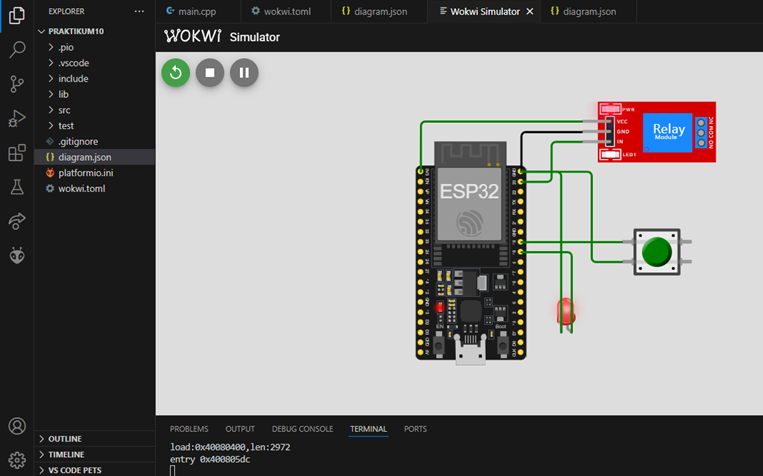 EXPLORER
···
main.cpp
wokwi.toml
{} diagram.json
Wokwi Simulator
{} diagram.json
PRAKTIKUM10
WOKWI Simulator
.pio
.vscode
include
lib
src
test
.gitignore
{} diagram.json
platformio.ini
wokwi.toml
PWR
VCC
GND
IN
LED1
Relay
Module
NO COM NC
ESP32
EN
Boot
OUTLINE
TIMELINE
VS CODE PETS
PROBLEMS OUTPUT DEBUG CONSOLE TERMINAL PORTS
load:0x40080400,len:2972
entry 0x400805dc